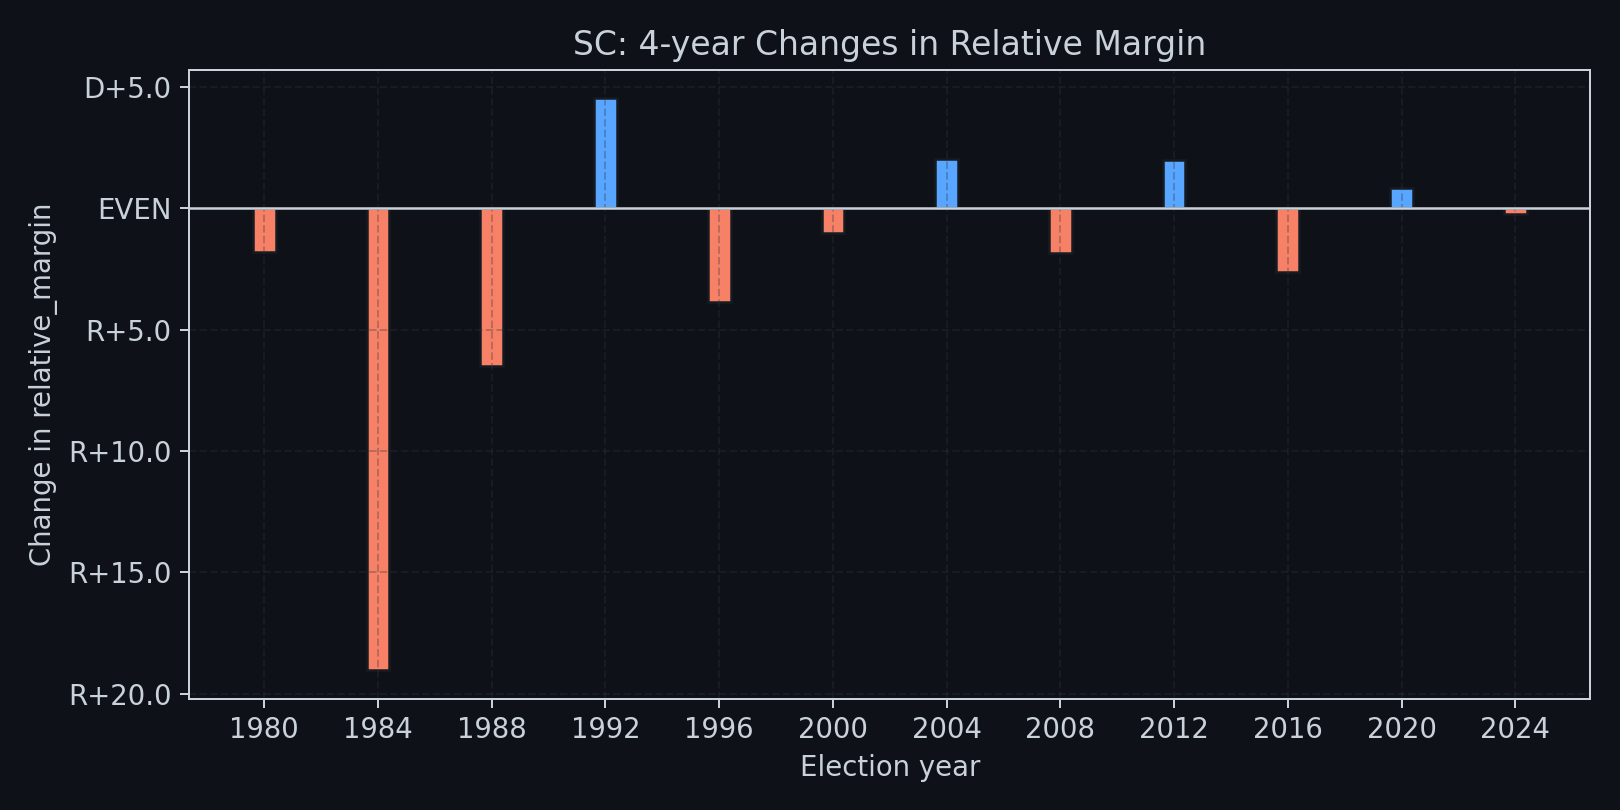 SC: 4-year Changes in Relative Margin
Change in relative_margin
D+5.0
EVEN
R+5.0
R+10.0
R+15.0
R+20.0
1980 1984 1988 1992 1996 2000 2004 2008 2012 2016 2020 2024
Election year